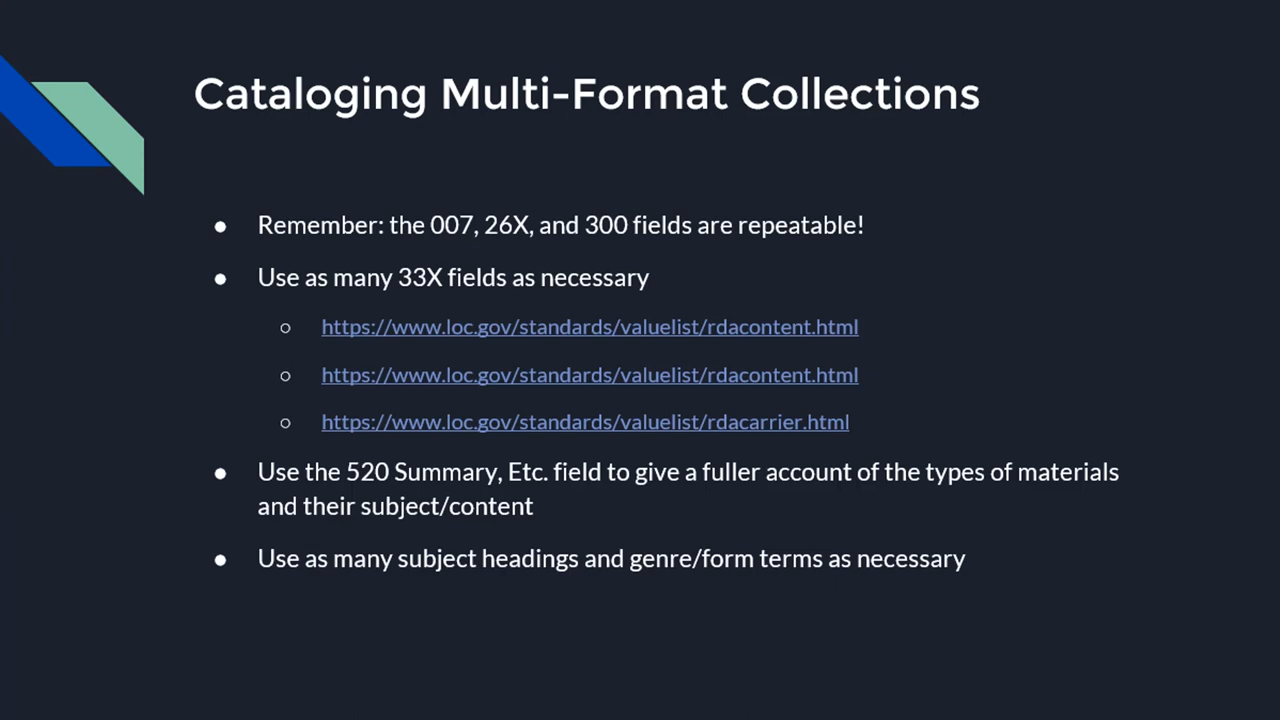 Cataloging Multi-Format Collections
● Remember: the 007, 26X, and 300 fields are repeatable!
● Use as many 33X fields as necessary
○ https://www.loc.gov/standards/valuelist/rdacontent.html
○ https://www.loc.gov/standards/valuelist/rdacontent.html
○ https://www.loc.gov/standards/valuelist/rdacarrier.html
● Use the 520 Summary, Etc. field to give a fuller account of the types of materials
and their subject/content
● Use as many subject headings and genre/form terms as necessary